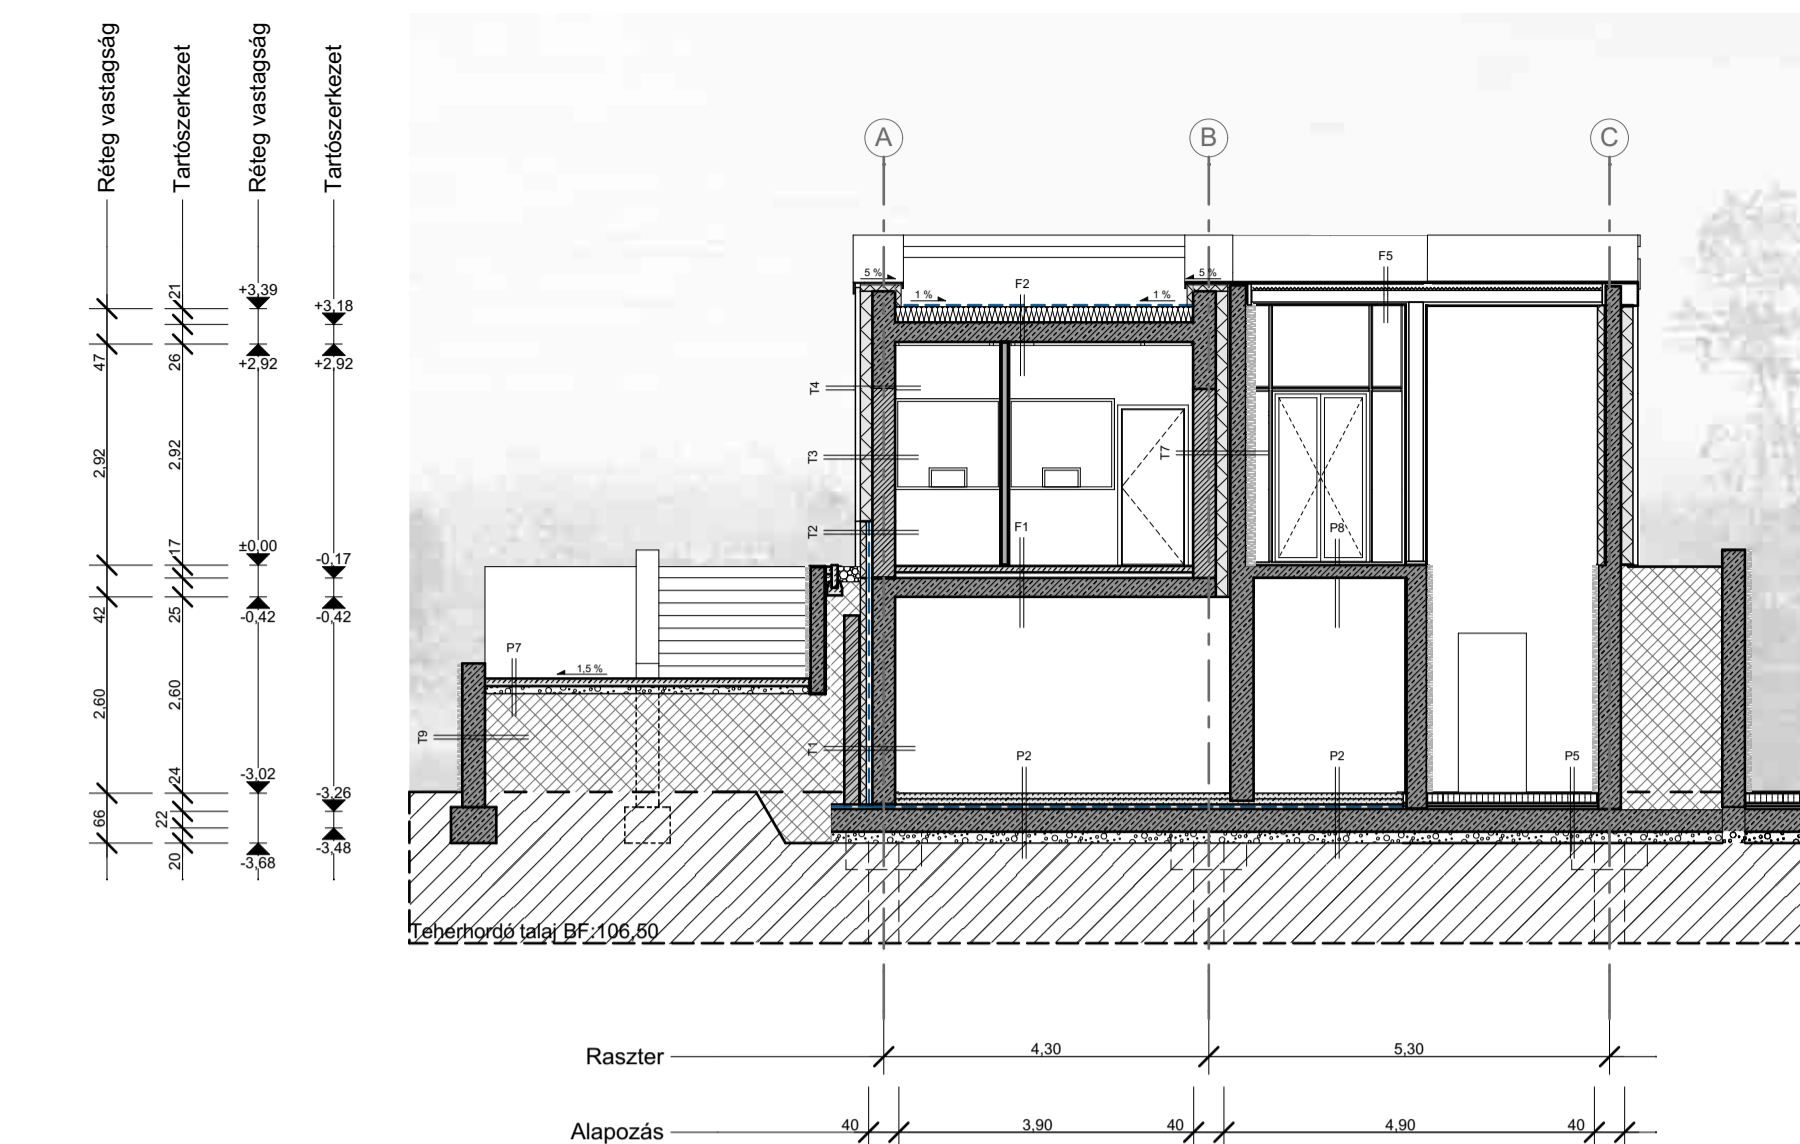 Réteg vastagság
Tartószerkezet
Réteg vastagság
Tartószerkezet
A
B
C
47
2,92
42
2,60
66
21
26
2,92
17
25
2,60
24
22
20
+3,39
+2,92
±0,00
-0,42
-3,02
-3,68
+3,18
+2,92
-0,17
-0,42
-3,26
-3,48
5 %
5 %
1 %
1 %
F2
F5
T4
T3
T7
T2
F1
P8
P7
1,5 %
T9
T1
P2
P2
P5
Teherhordó talaj BF:106,50
Raszter
4,30
5,30
Alapozás
40
3,90
40
4,90
40